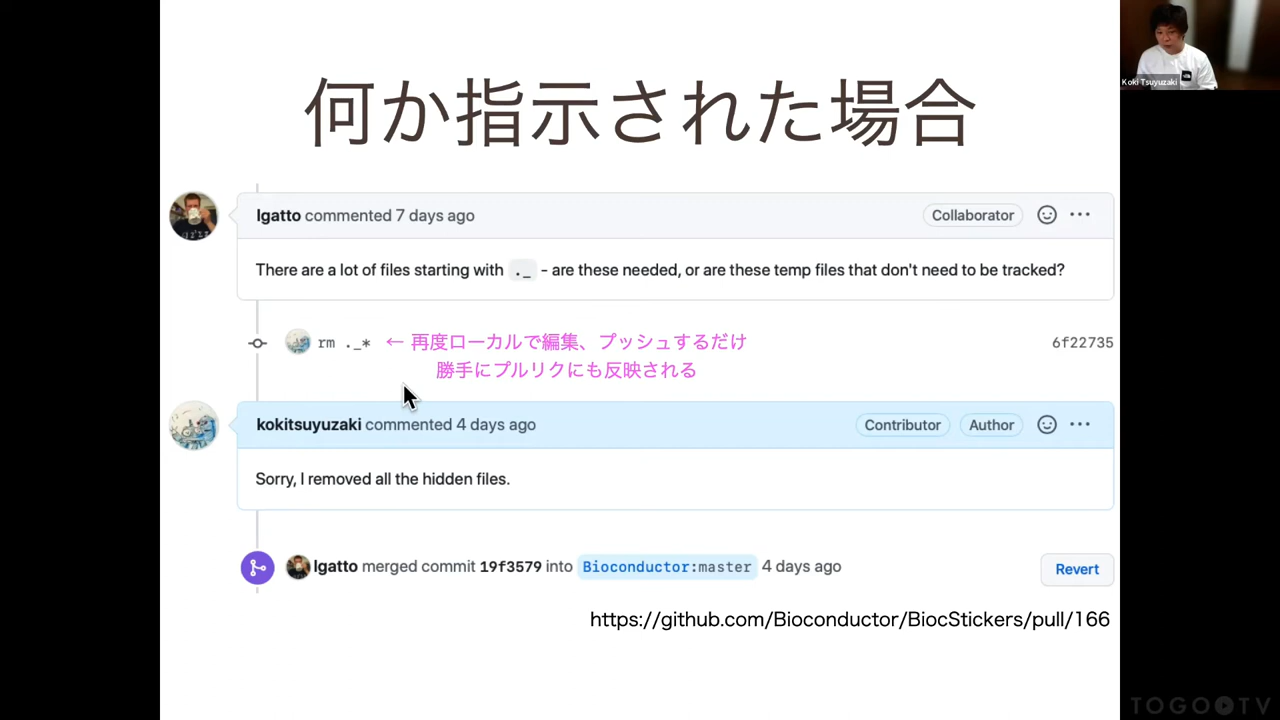 何か指示された場合
Koki Tsuyuzaki
lgatto commented 7 days ago
Collaborator
There are a lot of files starting with ._ - are these needed, or are these temp files that don't need to be tracked?
rm ._* ← 再度ローカルで編集、プッシュするだけ 6f22735
勝手にプルリクにも反映される
kokitsuyuzaki commented 4 days ago
Contributor Author
Sorry, I removed all the hidden files.
lgatto merged commit 19f3579 into Bioconductor:master 4 days ago
Revert
https://github.com/Bioconductor/BiocStickers/pull/166
TOGOTV